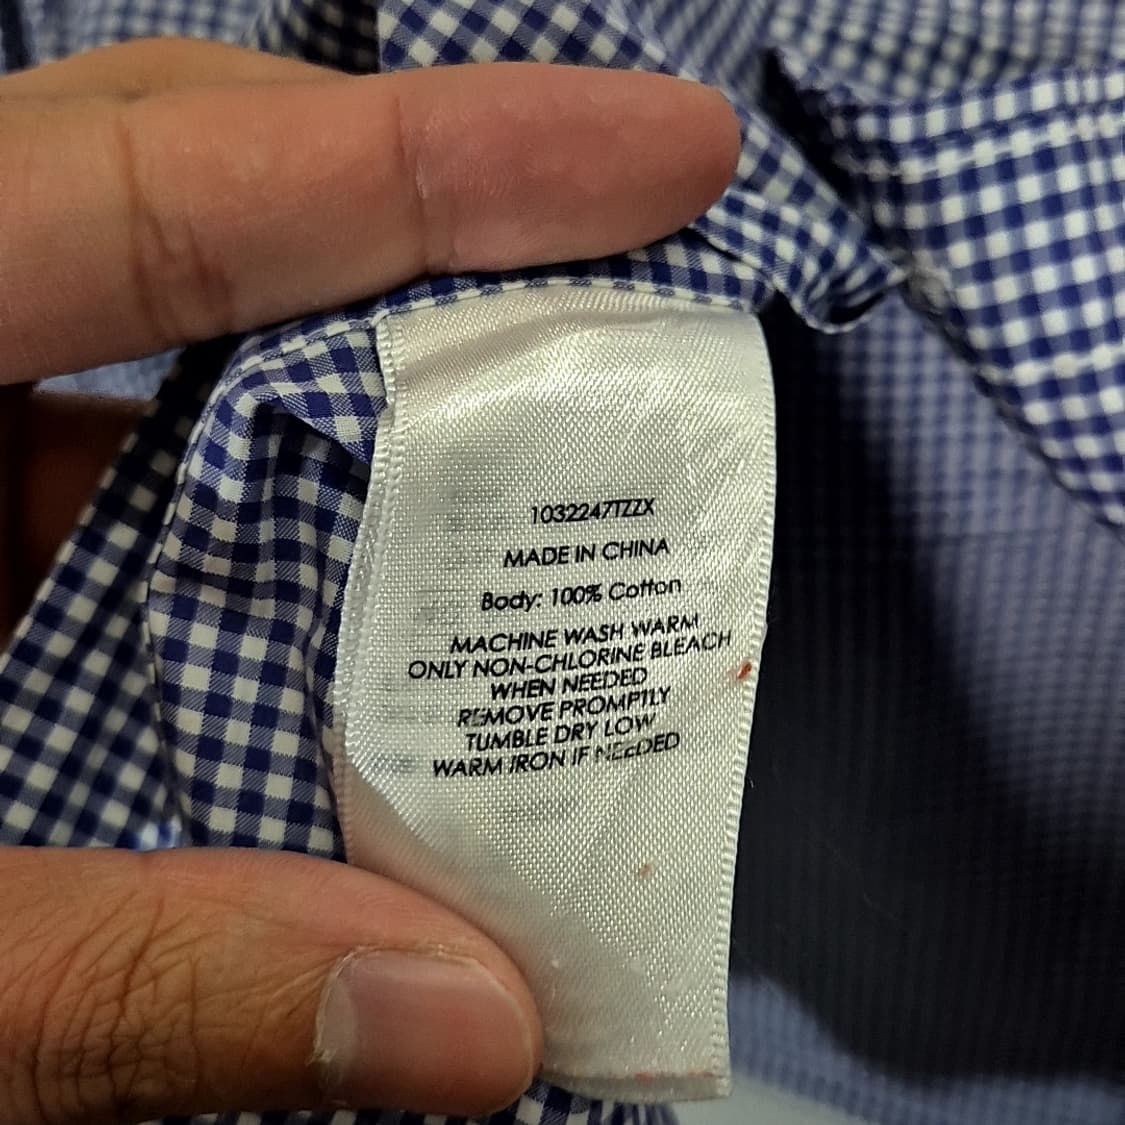 1032247TZZX
MADE IN CHINA
Body: 100% Cotton
MACHINE WASH WARM
ONLY NON-CHLORINE BLEACH
WHEN NEEDED
REMOVE PROMPTLY
TUMBLE DRY LOW
WARM IRON IF NEEDED